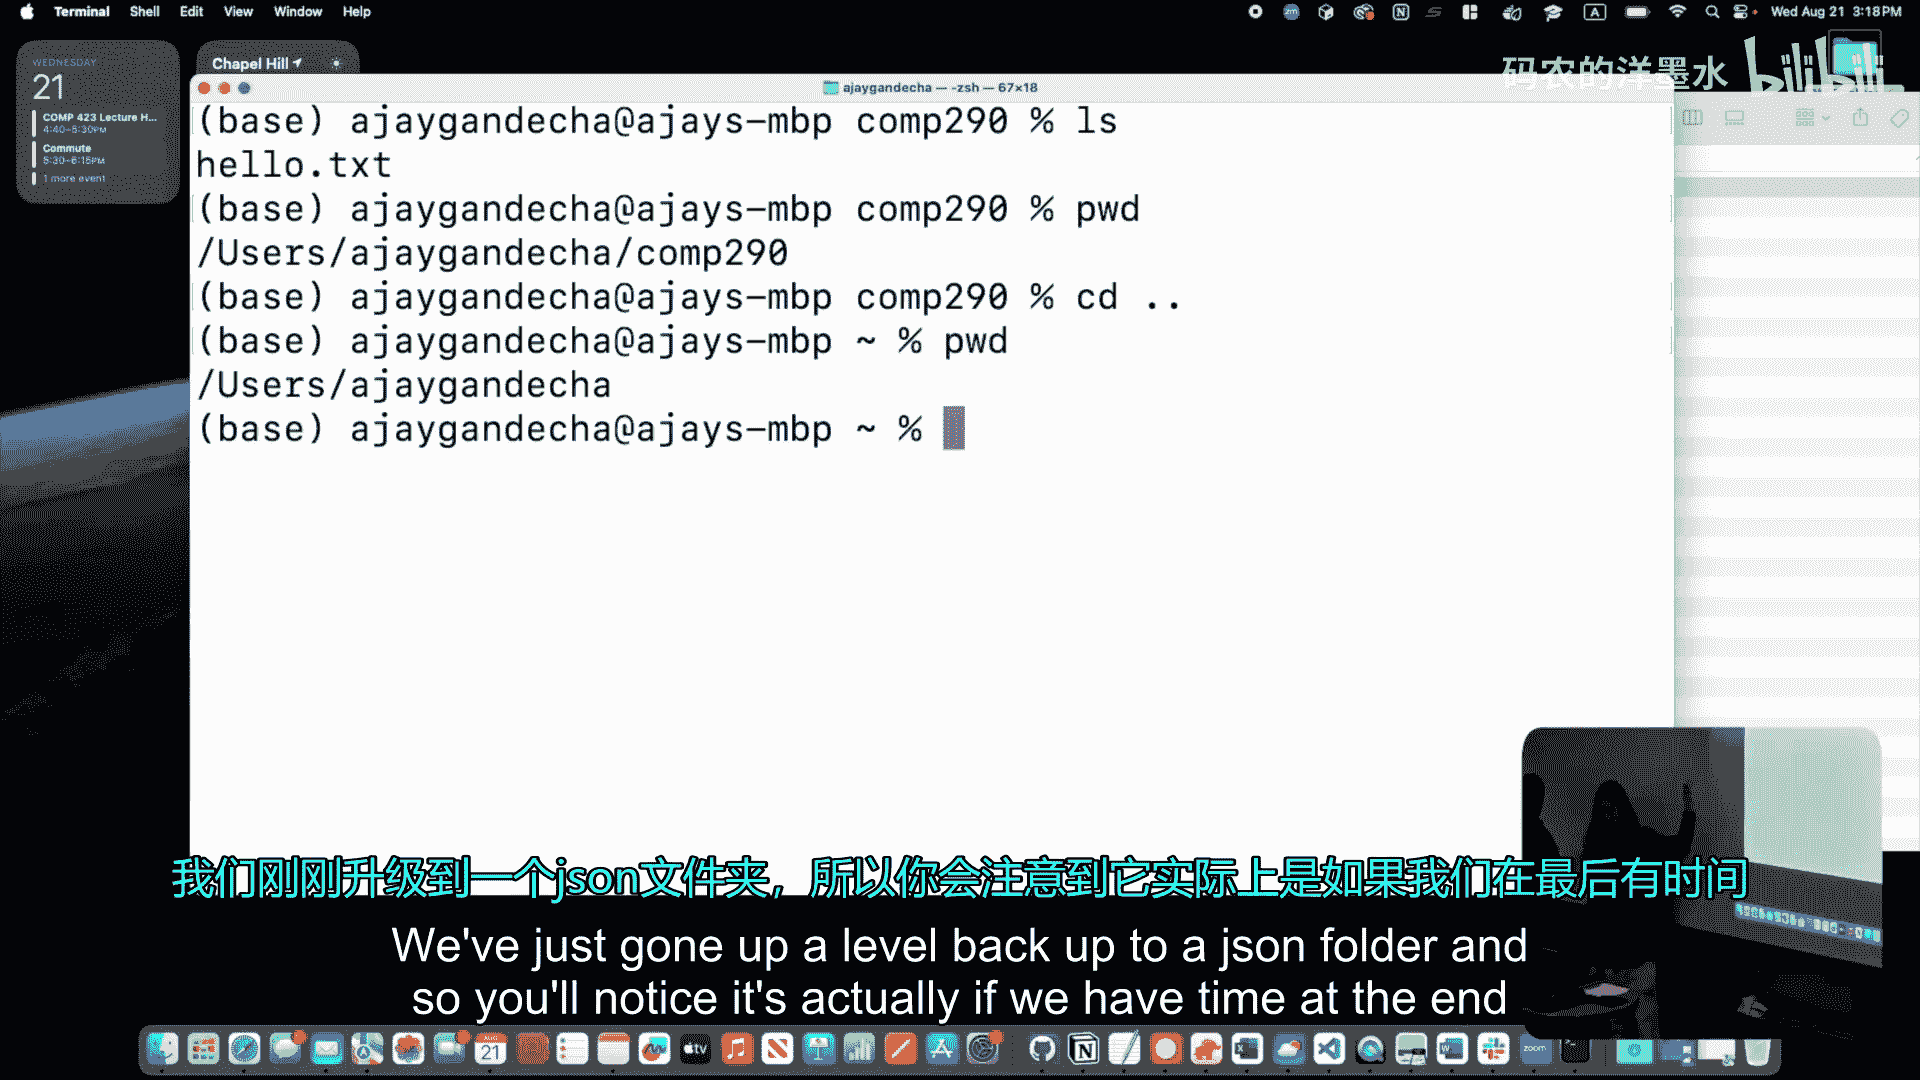 Terminal Shell Edit View Window Help
Wed Aug 21 3:18PM
WEDNESDAY
21
COMP 423 Lecture H...
4:40–5:30PM
Commute
5:30–6:15PM
1 more event
Chapel Hill
码农的洋墨水 bilibili
ajaygandecha — -zsh — 67×18
(base) ajaygandecha@ajays-mbp comp290 % ls
hello.txt
(base) ajaygandecha@ajays-mbp comp290 % pwd
/Users/ajaygandecha/comp290
(base) ajaygandecha@ajays-mbp comp290 % cd ..
(base) ajaygandecha@ajays-mbp ~ % pwd
/Users/ajaygandecha
(base) ajaygandecha@ajays-mbp ~ %
我们刚刚升级到一个json文件夹，所以你会注意到它实际上是如果我们在最后有时间
We've just gone up a level back up to a json folder and
so you'll notice it's actually if we have time at the end
AUG
21
tv
zoom